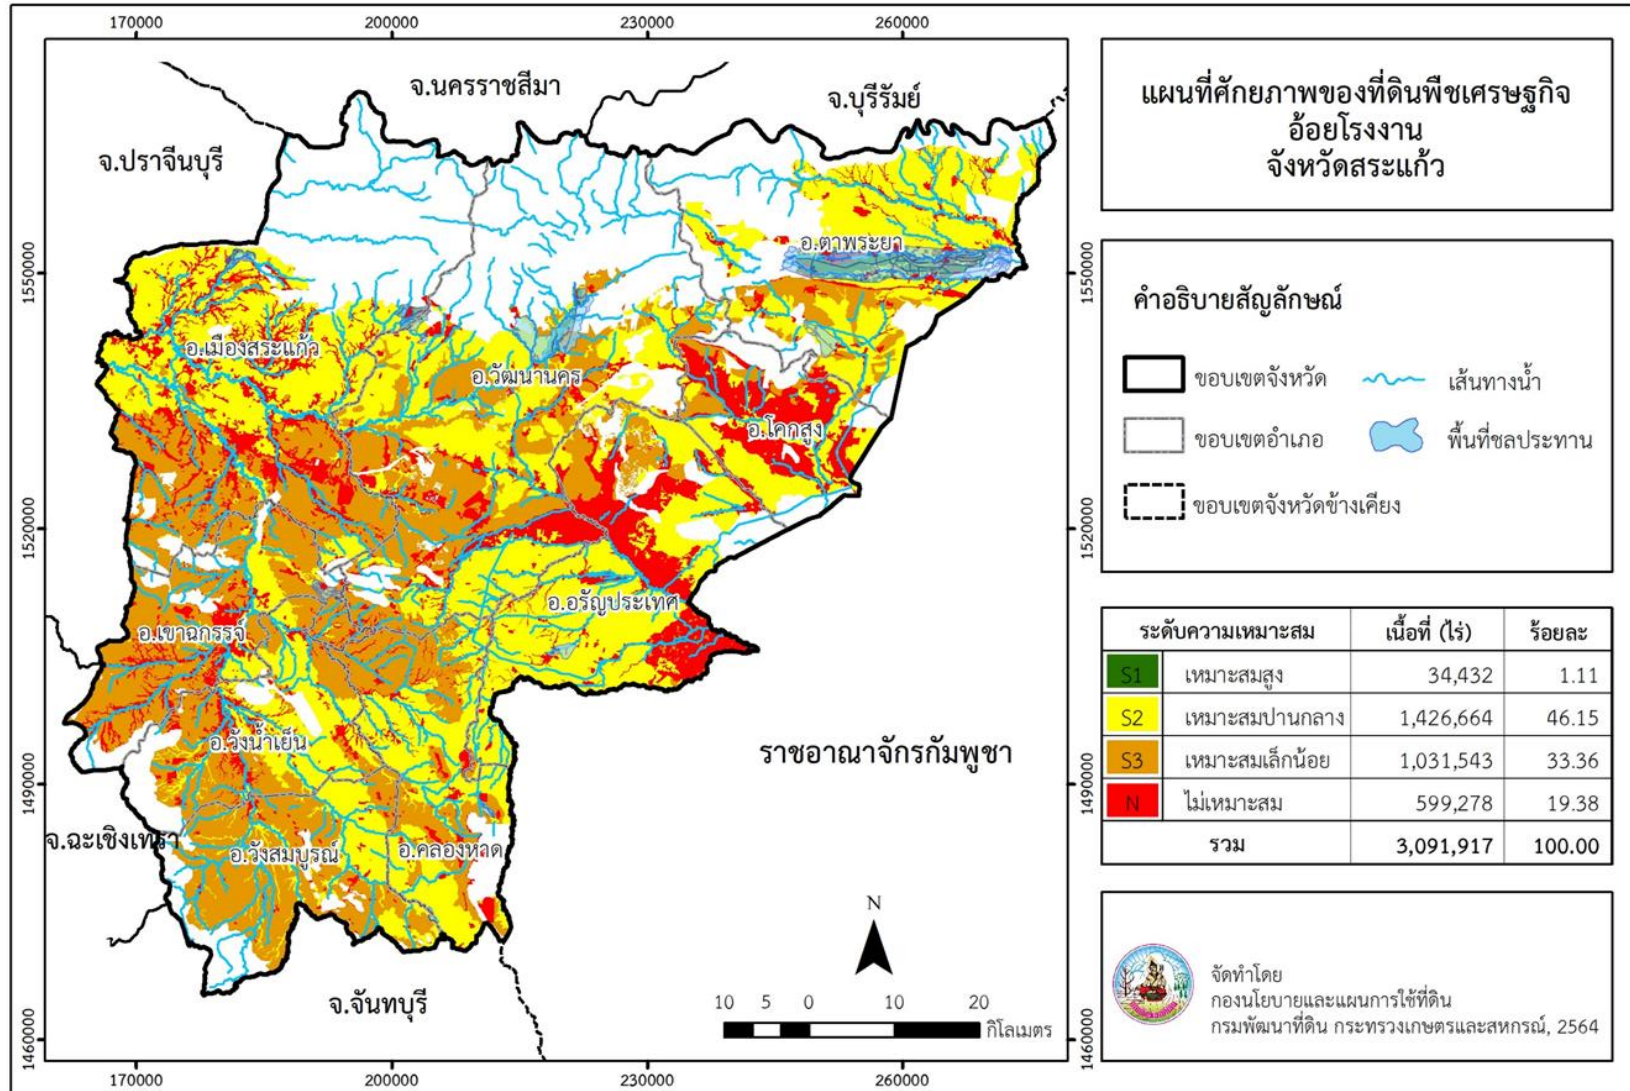 170000
200000
230000
260000
แผนที่ศักยภาพของที่ดินพืชเศรษฐกิจ
อ้อยโรงงาน
จังหวัดสระแก้ว
จ.นครราชสีมา
จ.บุรีรัมย์
จ.ปราจีนบุรี
อ.ตาพระยา
1550000
1550000
อ.เมืองสระแก้ว
อ.วัฒนานคร
อ.โคกสูง
1520000
1520000
อ.อรัญประเทศ
อ.เขาฉกรรจ์
อ.วังน้ำเย็น
ราชอาณาจักรกัมพูชา
1490000
1490000
จ.ฉะเชิงเทรา
อ.วังสมบูรณ์
อ.คลองหาด
จ.จันทบุรี
N
10 5 0 10 20
กิโลเมตร
1460000
1460000
170000
200000
230000
260000
คำอธิบายสัญลักษณ์
ขอบเขตจังหวัด
เส้นทางน้ำ
ขอบเขตอำเภอ
พื้นที่ชลประทาน
ขอบเขตจังหวัดข้างเคียง
ระดับความเหมาะสม เนื้อที่ (ไร่) ร้อยละ
S1 เหมาะสมสูง 34,432 1.11
S2 เหมาะสมปานกลาง 1,426,664 46.15
S3 เหมาะสมเล็กน้อย 1,031,543 33.36
N ไม่เหมาะสม 599,278 19.38
รวม 3,091,917 100.00
จัดทำโดย
กองนโยบายและแผนการใช้ที่ดิน
กรมพัฒนาที่ดิน กระทรวงเกษตรและสหกรณ์, 2564